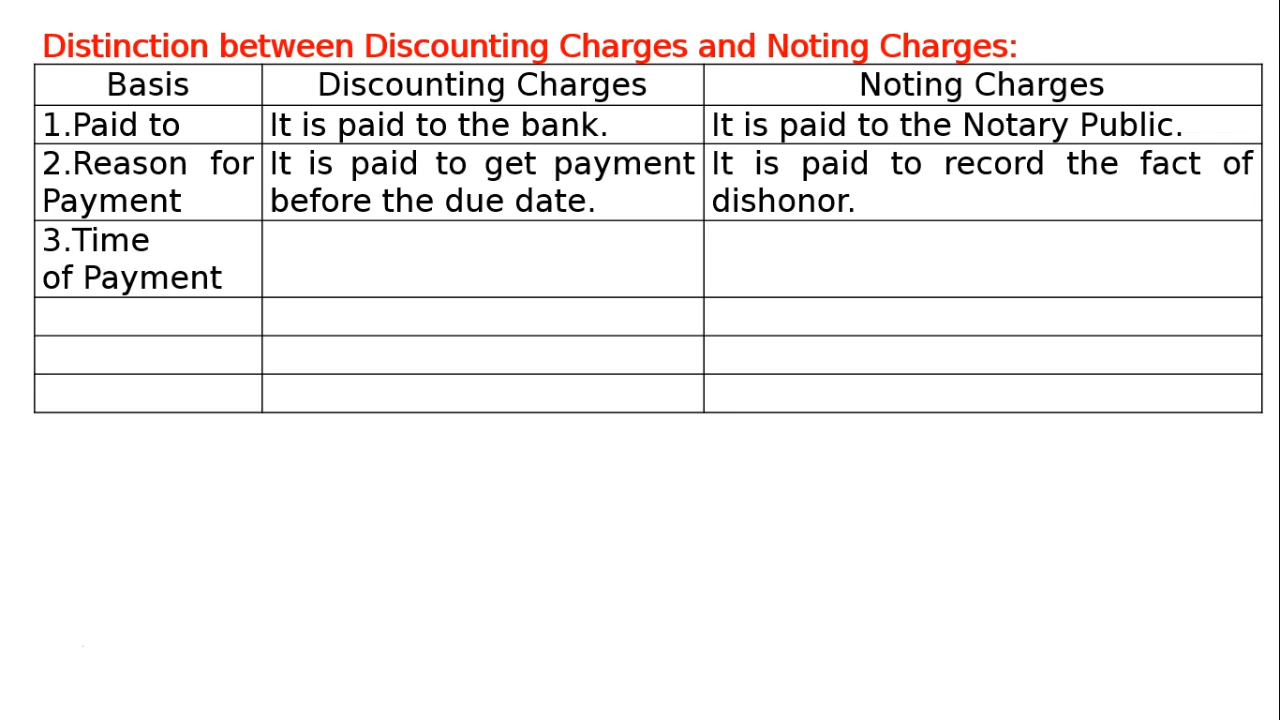 Distinction between Discounting Charges and Noting Charges:
Basis Discounting Charges Noting Charges
1.Paid to It is paid to the bank. It is paid to the Notary Public.
2.Reason for It is paid to get payment It is paid to record the fact of
Payment before the due date. dishonor.
3.Time
of Payment